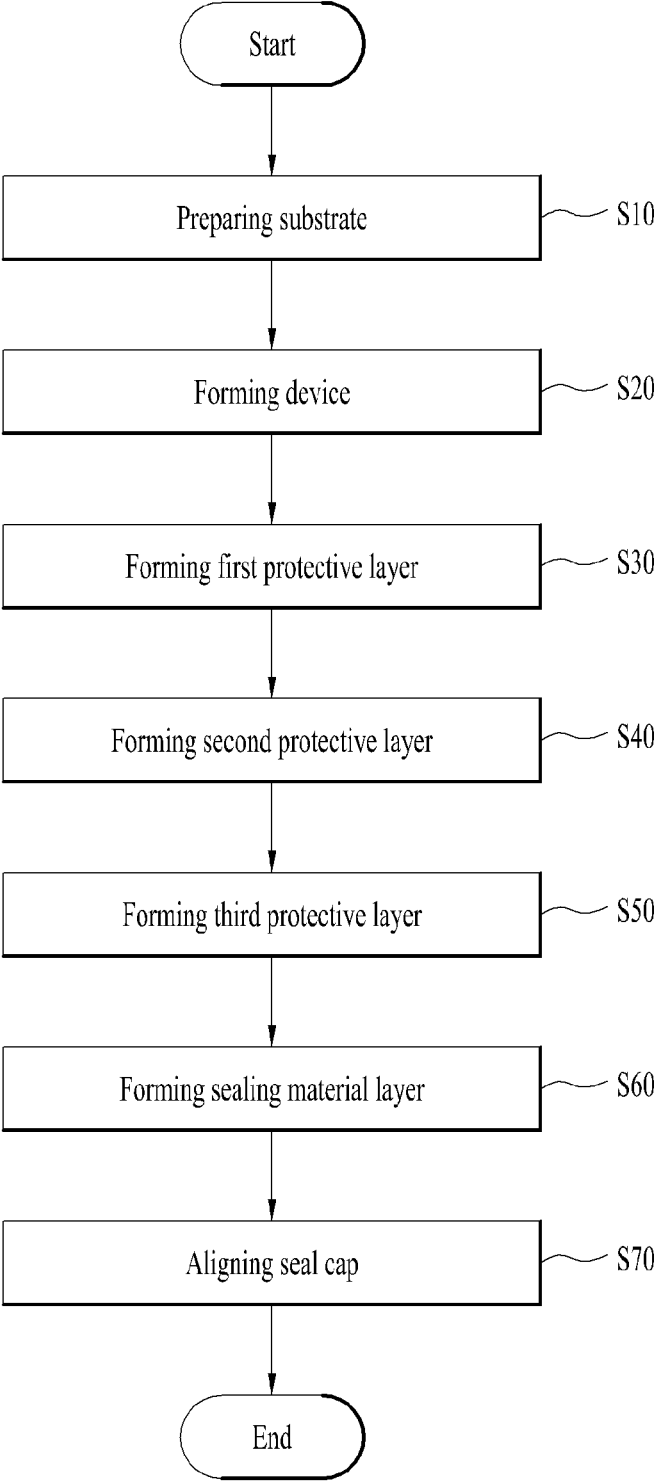 Start
Preparing substrate
S10
Forming device
S20
Forming first protective layer
S30
Forming second protective layer
S40
Forming third protective layer
S50
Forming sealing material layer
S60
Aligning seal cap
S70
End